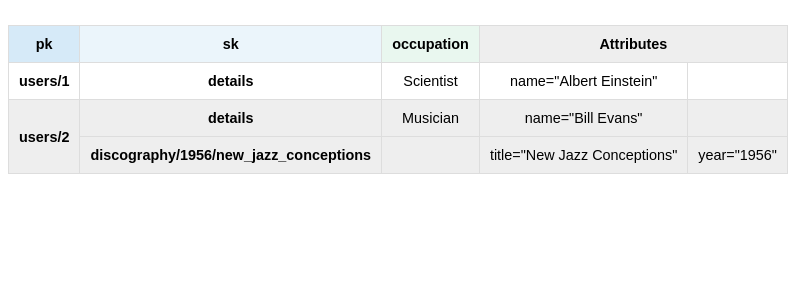 pk sk occupation Attributes
users/1 details Scientist name="Albert Einstein"
users/2 details Musician name="Bill Evans"
discography/1956/new_jazz_conceptions title="New Jazz Conceptions" year="1956"